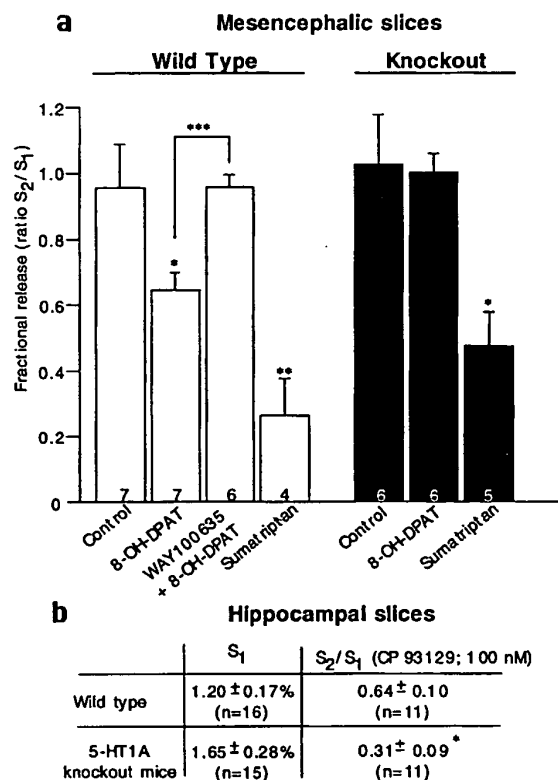 a Mesencephalic slices
Wild Type Knockout
Fractional release (ratio S2/S1)
1.2
1.0
0.8
0.6
0.4
0.2
0
***
*
**
*
7 7 6 4 6 6 5
Control
8-OH-DPAT
WAY100635
+ 8-OH-DPAT
Sumatriptan
Control
8-OH-DPAT
Sumatriptan
b Hippocampal slices
S1 S2/S1 (CP 93129; 100 nM)
Wild type 1.20 ± 0.17% 0.64 ± 0.10
(n=16) (n=11)
5-HT1A 1.65 ± 0.28% 0.31 ± 0.09 *
knockout mice (n=15) (n=11)